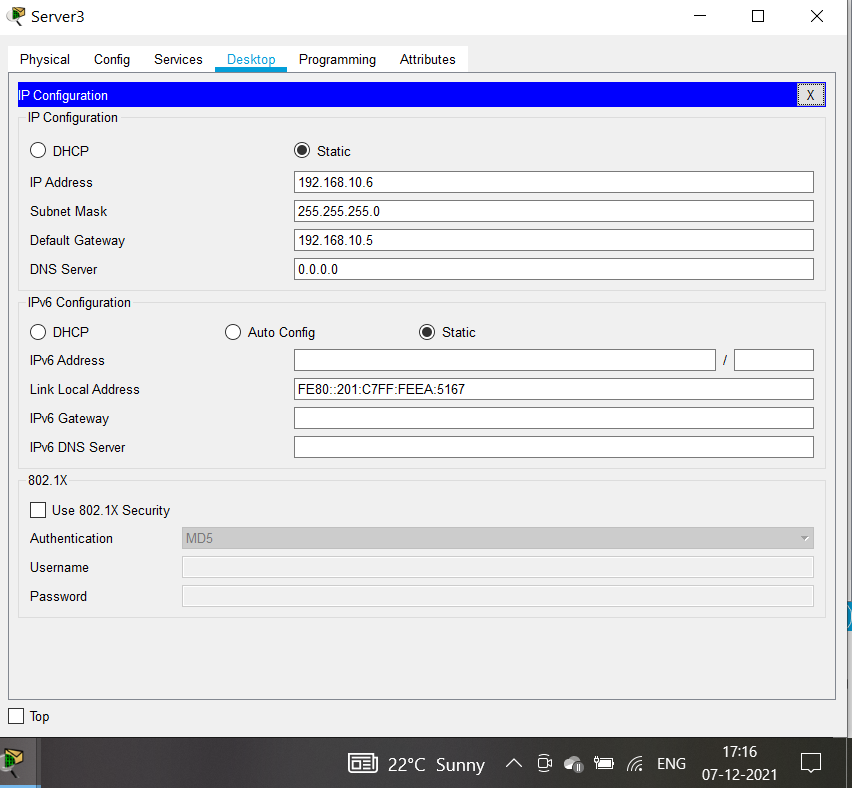 Server3
Physical Config Services Desktop Programming Attributes
IP Configuration X
IP Configuration
DHCP Static
IP Address 192.168.10.6
Subnet Mask 255.255.255.0
Default Gateway 192.168.10.5
DNS Server 0.0.0.0
IPv6 Configuration
DHCP Auto Config Static
IPv6 Address /
Link Local Address FE80::201:C7FF:FEEA:5167
IPv6 Gateway
IPv6 DNS Server
802.1X
Use 802.1X Security
Authentication MD5
Username
Password
Top
22°C Sunny ENG 17:16
07-12-2021